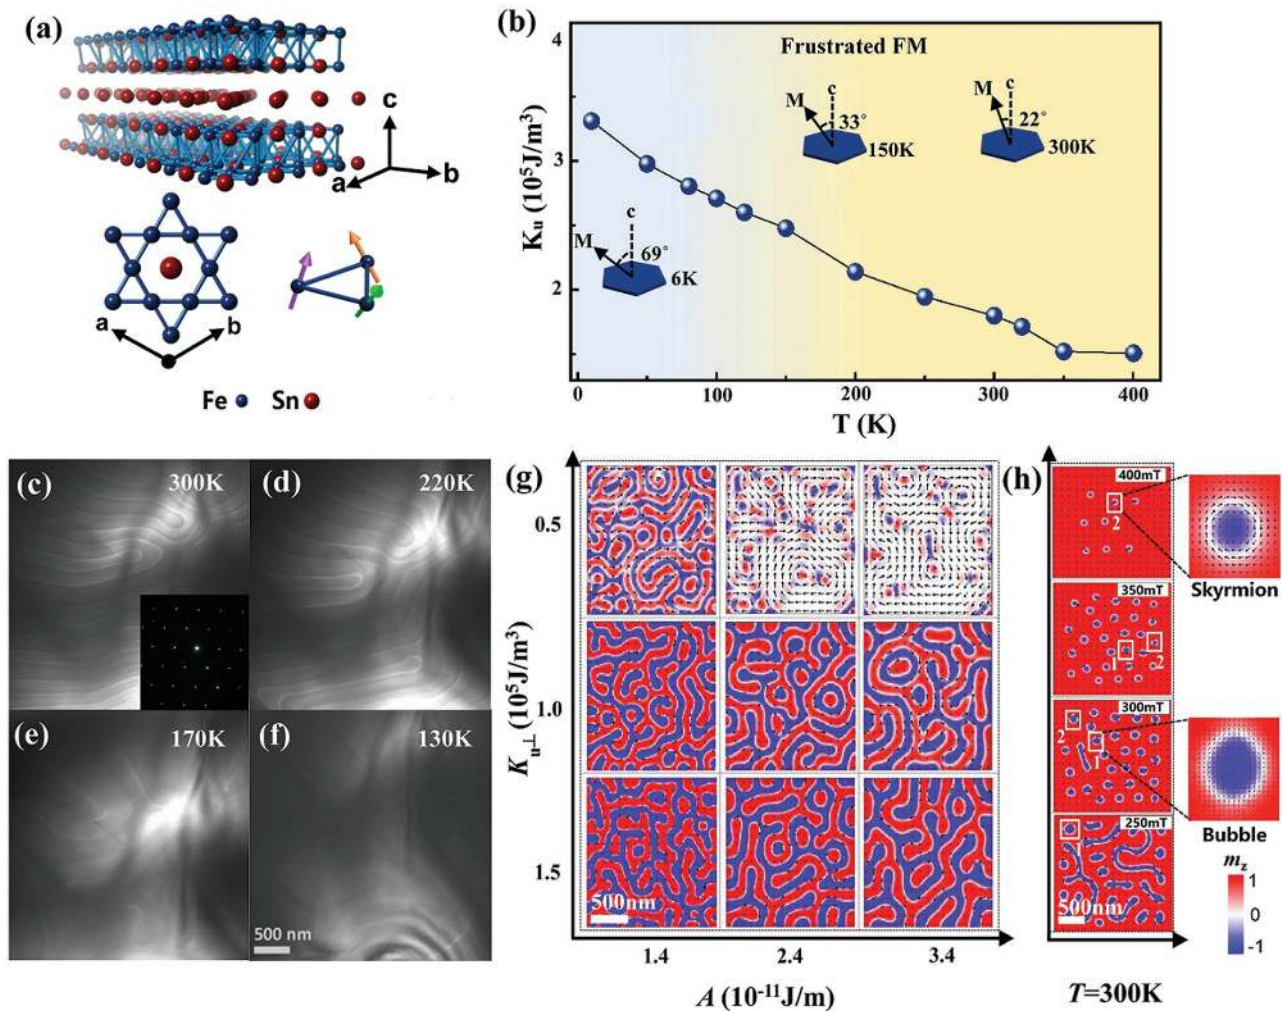 (a)
c
a
b
a
b
Fe
Sn
(b)
4
3
2
K_u (10^5J/m^3)
Frustrated FM
c
M
33°
150K
c
M
22°
300K
c
M
69°
6K
0
100
200
300
400
T (K)
(c)
300K
(d)
220K
(e)
170K
(f)
130K
500 nm
(g)
0.5
1.0
1.5
K_{u⊥} (10^5J/m^3)
500nm
1.4
2.4
3.4
A (10^{-11}J/m)
(h)
400mT
2
Skyrmion
350mT
1
2
300mT
2
1
Bubble
250mT
500nm
m_z
1
0
-1
T=300K